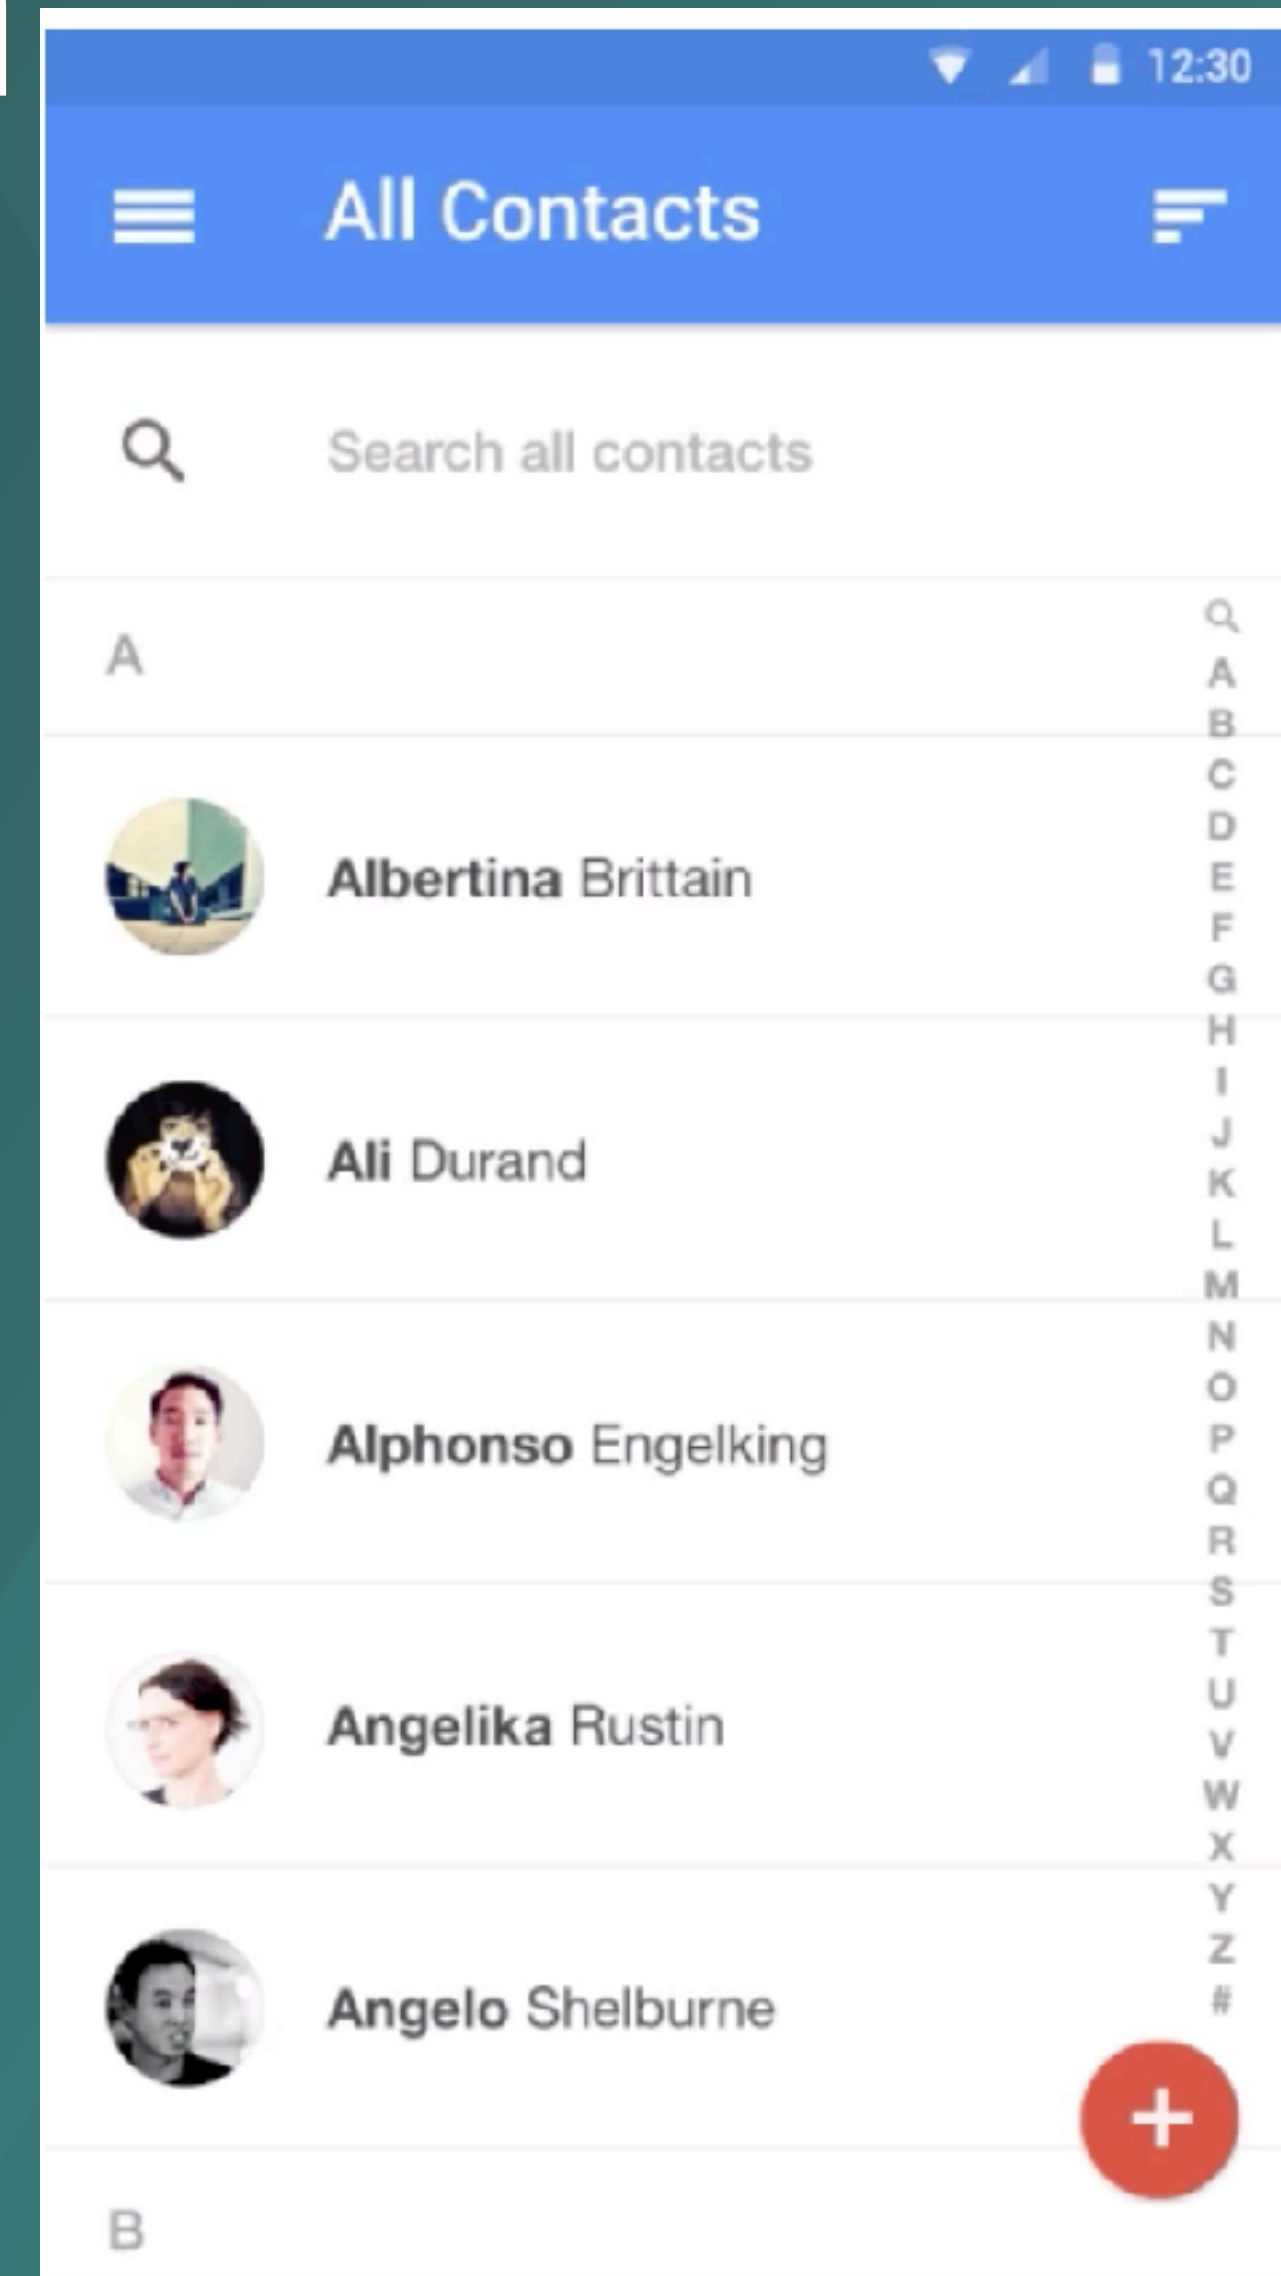 12:30
All Contacts
Search all contacts
A
Albertina Brittain
Ali Durand
Alphonso Engelking
Angelika Rustin
Angelo Shelburne
B
A
B
C
D
E
F
G
H
I
J
K
L
M
N
O
P
Q
R
S
T
U
V
W
X
Y
Z
#